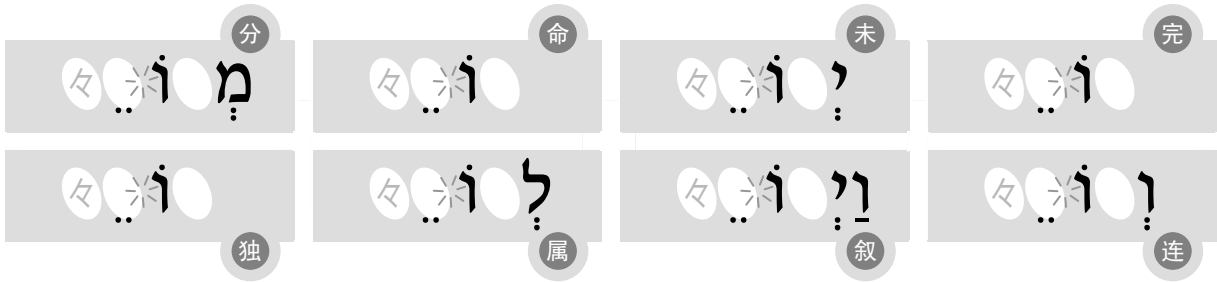 分 命 未 完
מְ◌וֹ◌ֵ々 ◌וֹ◌ֵ々 יְ◌וֹ◌ֵ々 ◌וֹ◌ֵ々
◌וֹ◌ֵ々 לְ◌וֹ◌ֵ々 וַיְ◌וֹ◌ֵ々 וְ◌וֹ◌ֵ々
独 属 叙 连